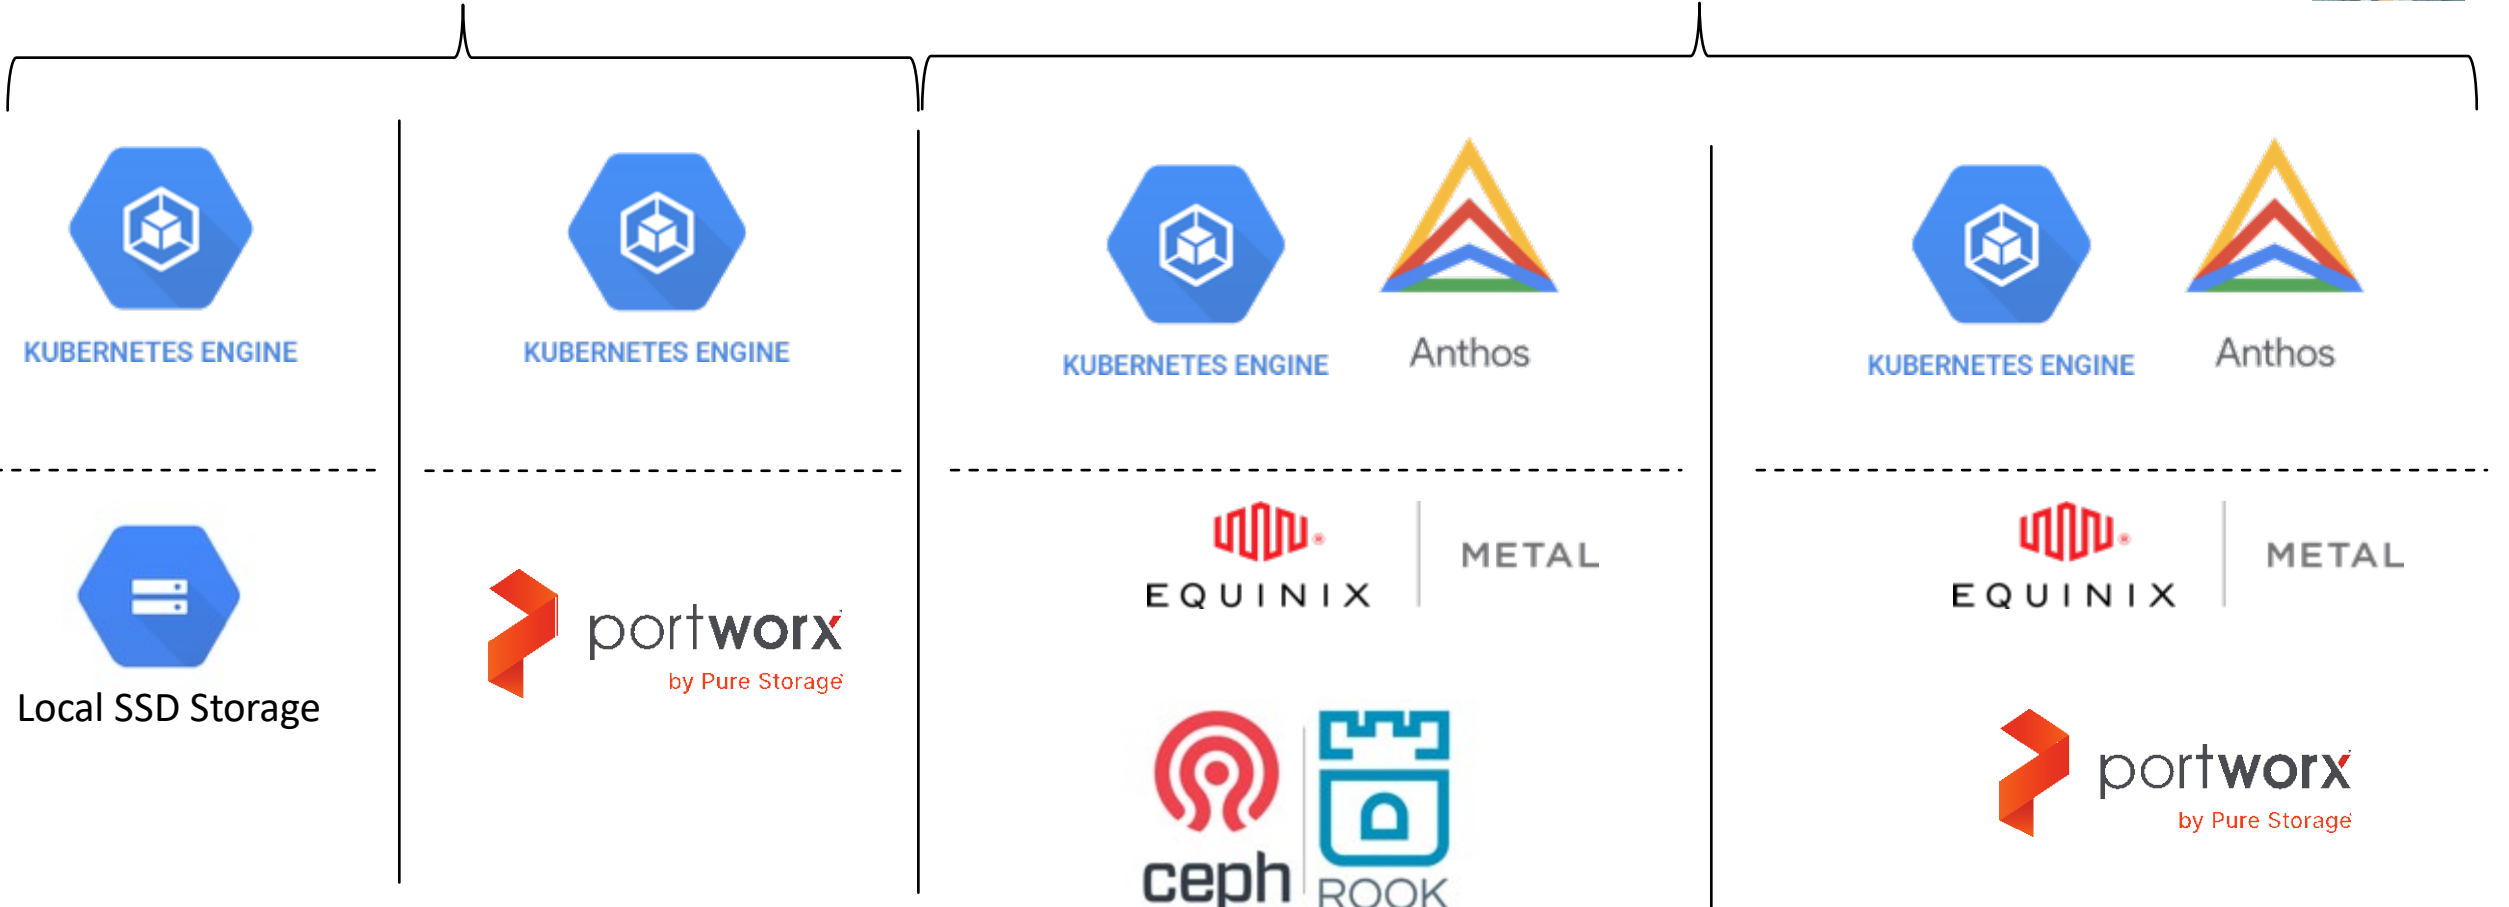 KUBERNETES ENGINE
KUBERNETES ENGINE
KUBERNETES ENGINE
Anthos
KUBERNETES ENGINE
Anthos
Local SSD Storage
portworx
by Pure Storage
EQUINIX
METAL
ceph
ROOK
EQUINIX
METAL
portworx
by Pure Storage